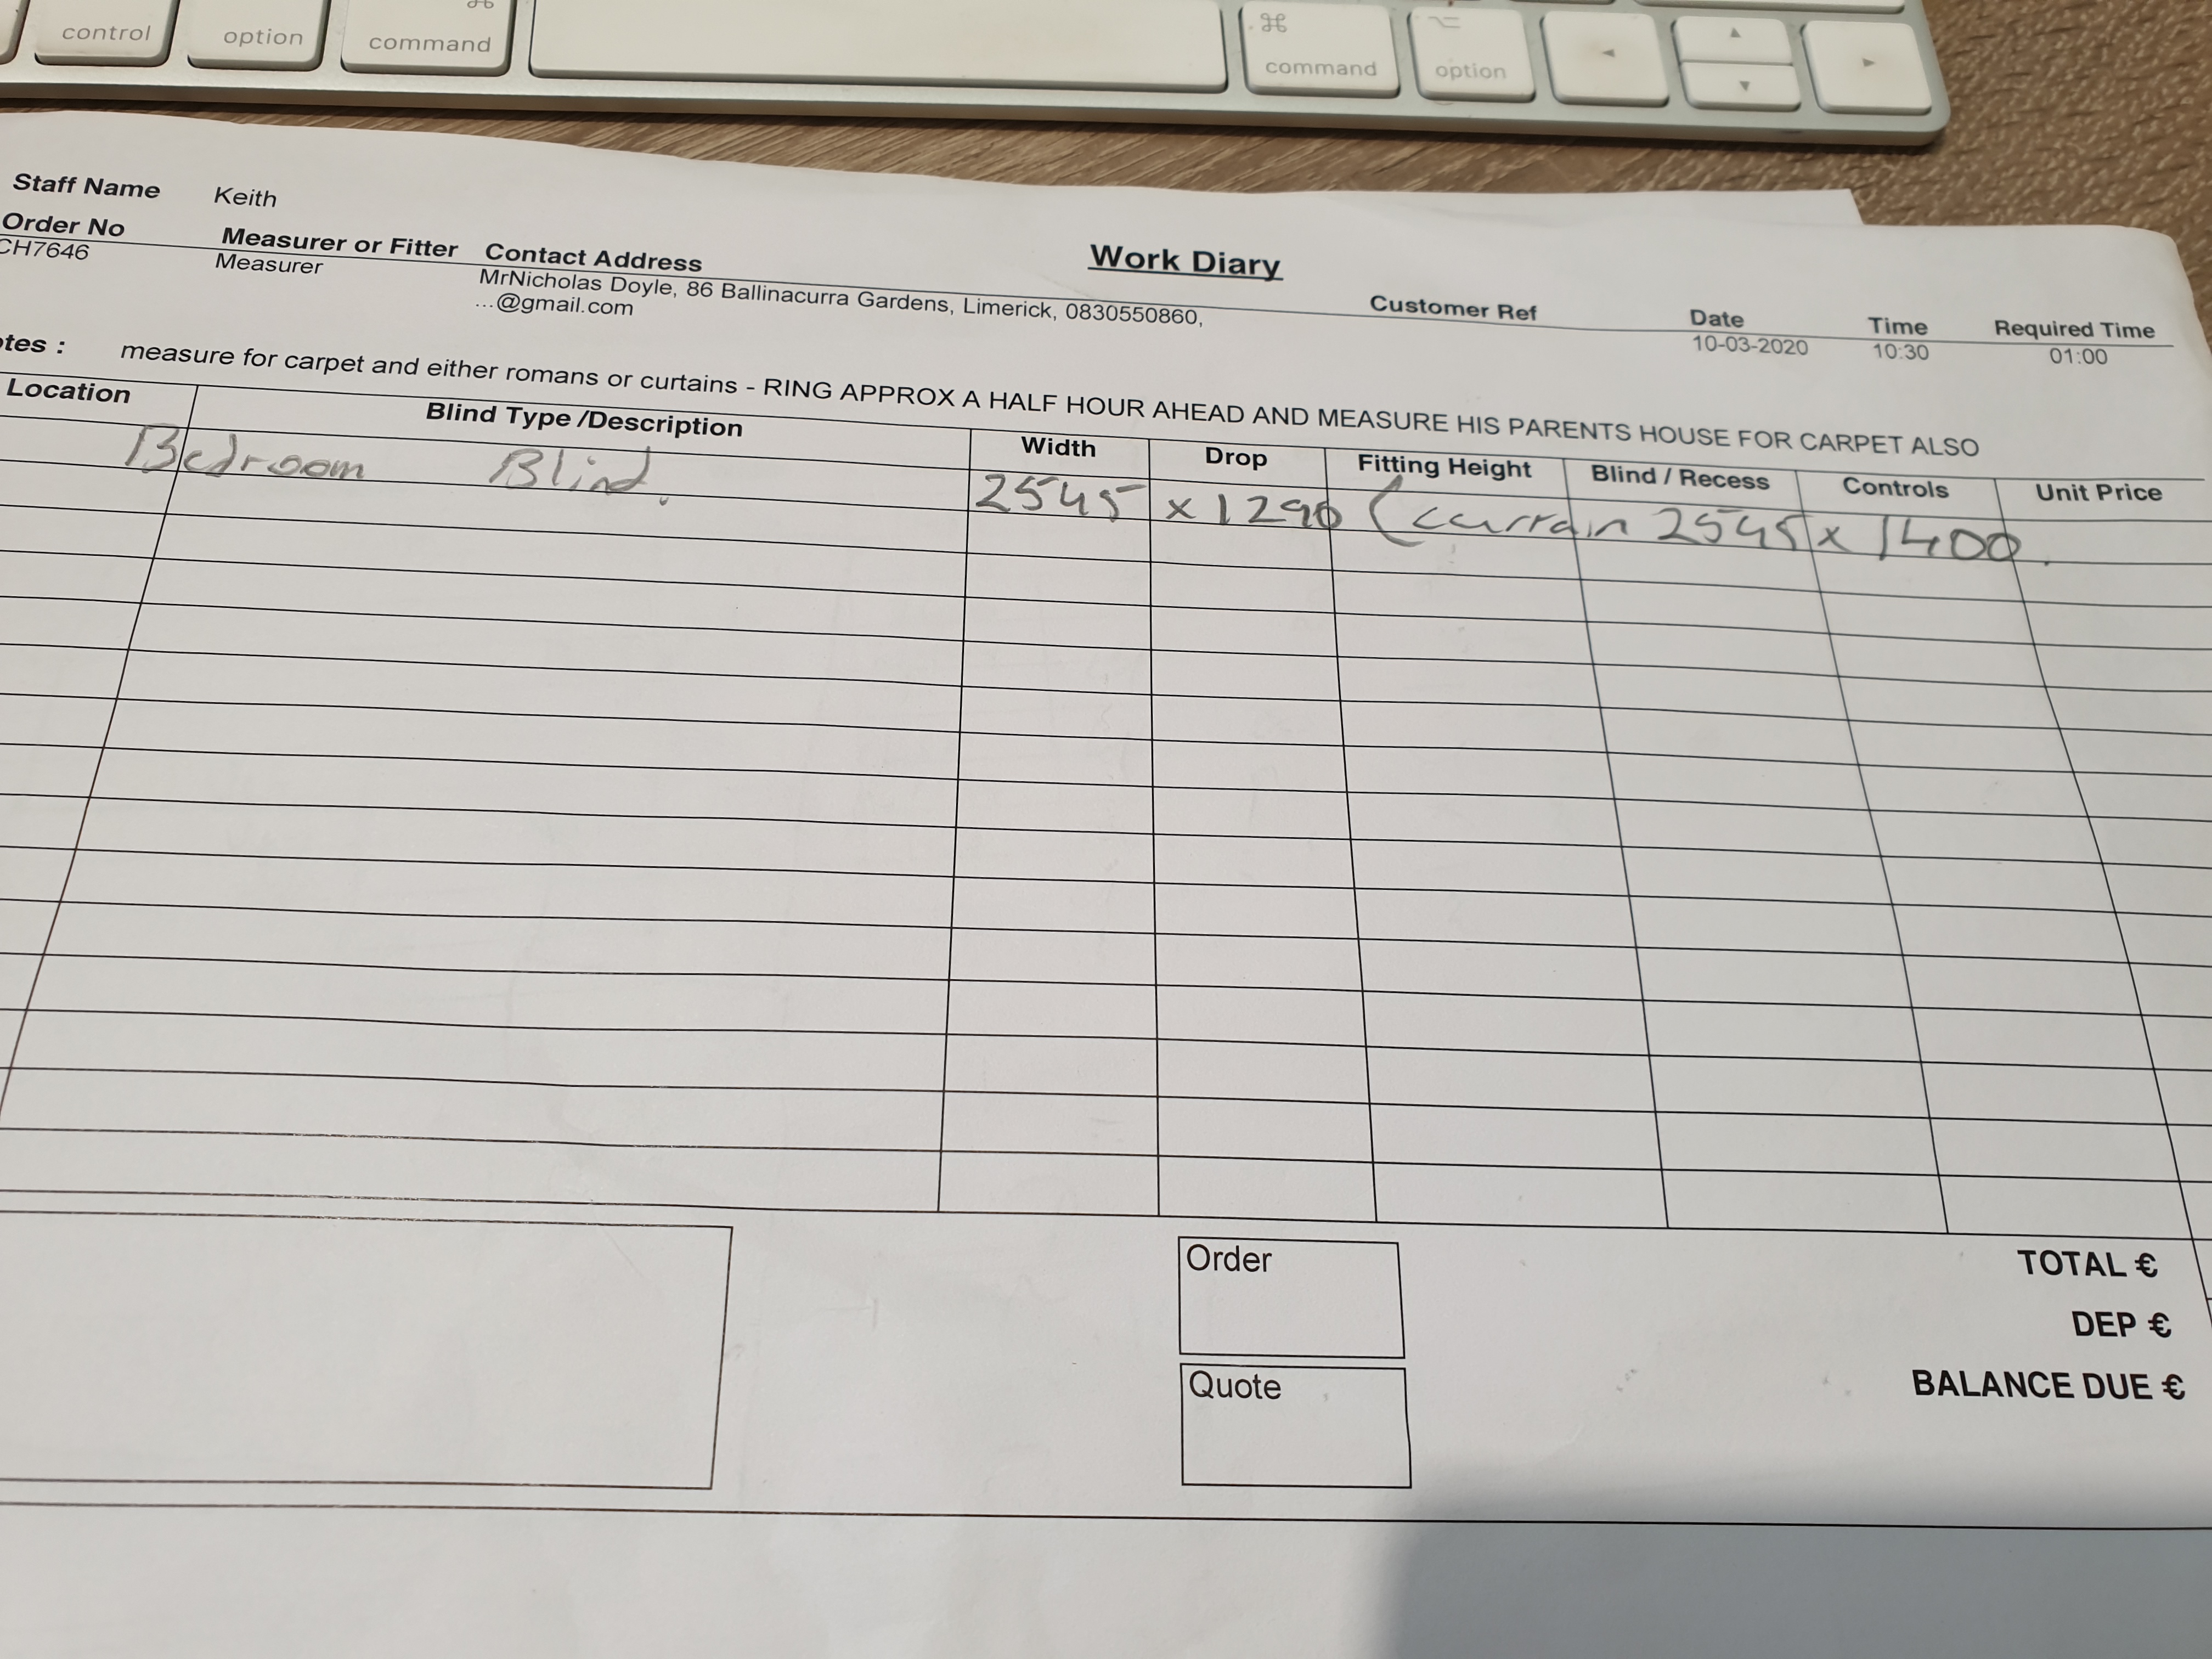 control option command ⌘ command option
Work Diary
Staff Name Keith
Order No Measurer or Fitter Contact Address Customer Ref Date Time Required Time
CH7646 Measurer MrNicholas Doyle, 86 Ballinacurra Gardens, Limerick, 0830550860, 10-03-2020 10:30 01:00
...@gmail.com
otes : measure for carpet and either romans or curtains - RING APPROX A HALF HOUR AHEAD AND MEASURE HIS PARENTS HOUSE FOR CARPET ALSO
Location Blind Type /Description Width Drop Fitting Height Blind / Recess Controls Unit Price
Bedroom Blind. 2545 x 1290 (curtain 2545 x 1400.
Order
Quote
TOTAL €
DEP €
BALANCE DUE €